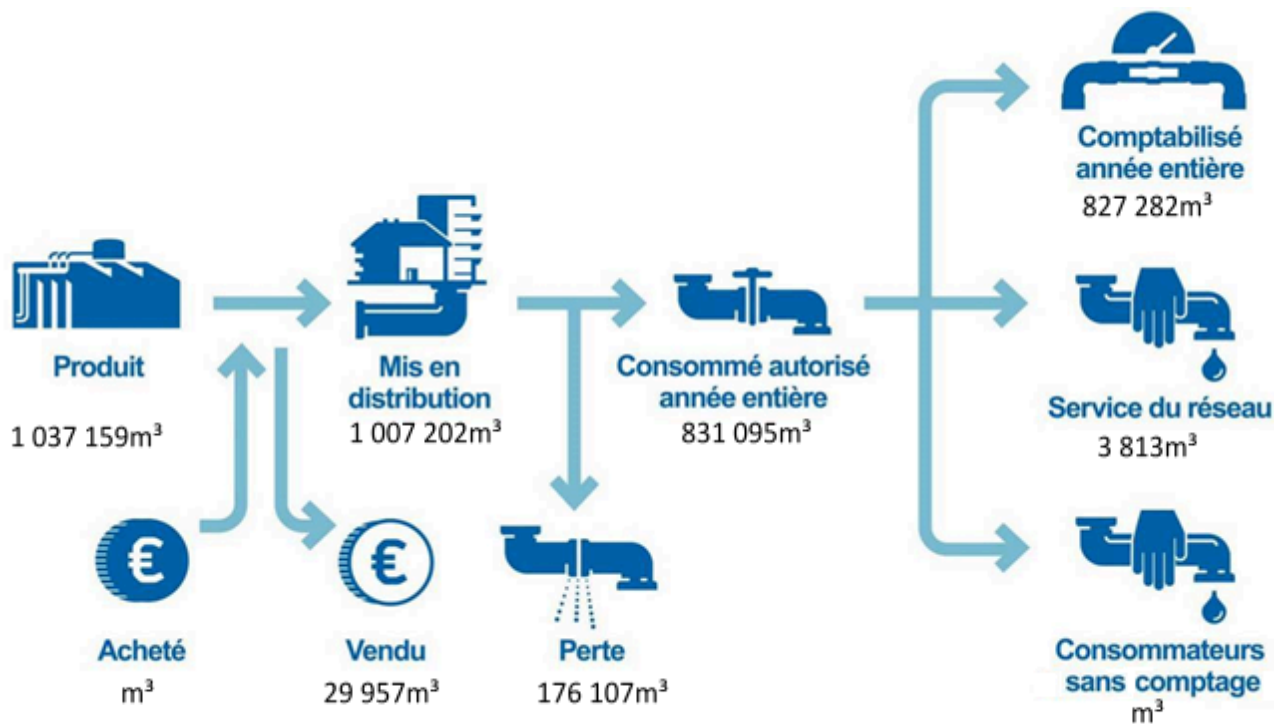 Comptabilisé
année entière
827 282m³
Produit
1 037 159m³
Mis en
distribution
1 007 202m³
Consommé autorisé
année entière
831 095m³
Service du réseau
3 813m³
€
Acheté
m³
€
Vendu
29 957m³
Perte
176 107m³
Consommateurs
sans comptage
m³